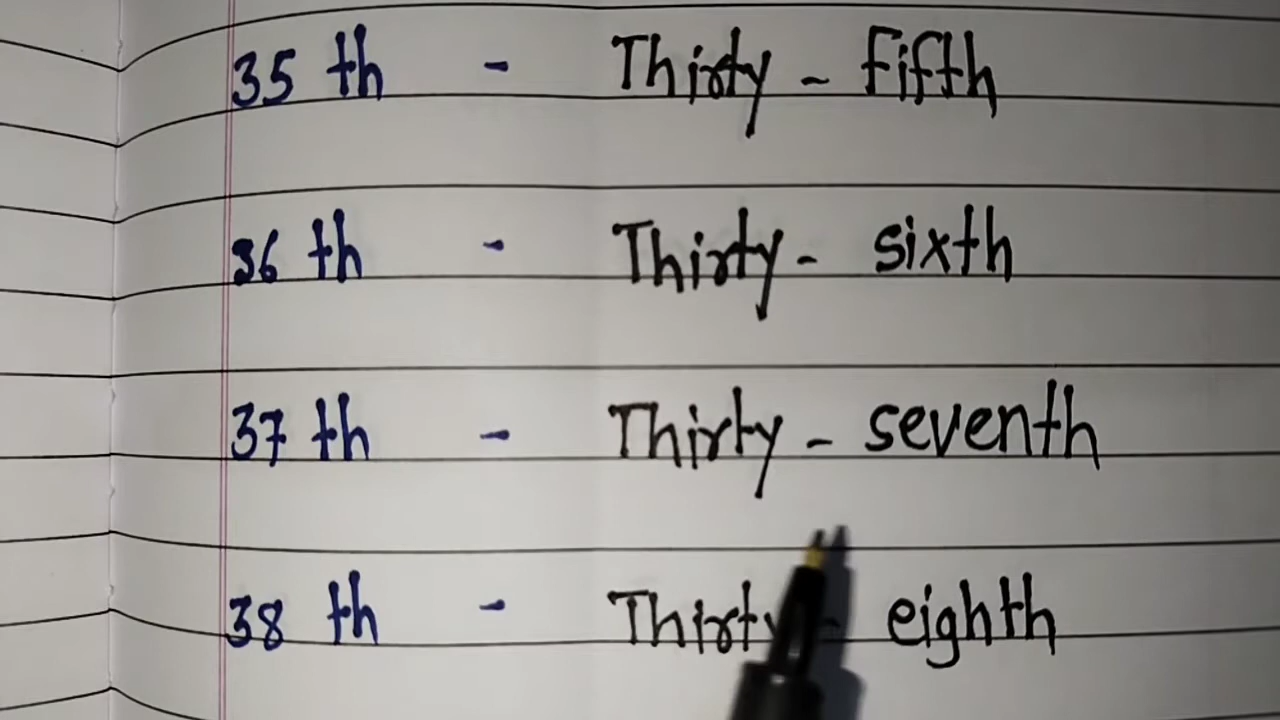 35 th - Thirty - fifth
36 th - Thirty - sixth
37 th - Thirty - seventh
38 th - Thirty - eighth